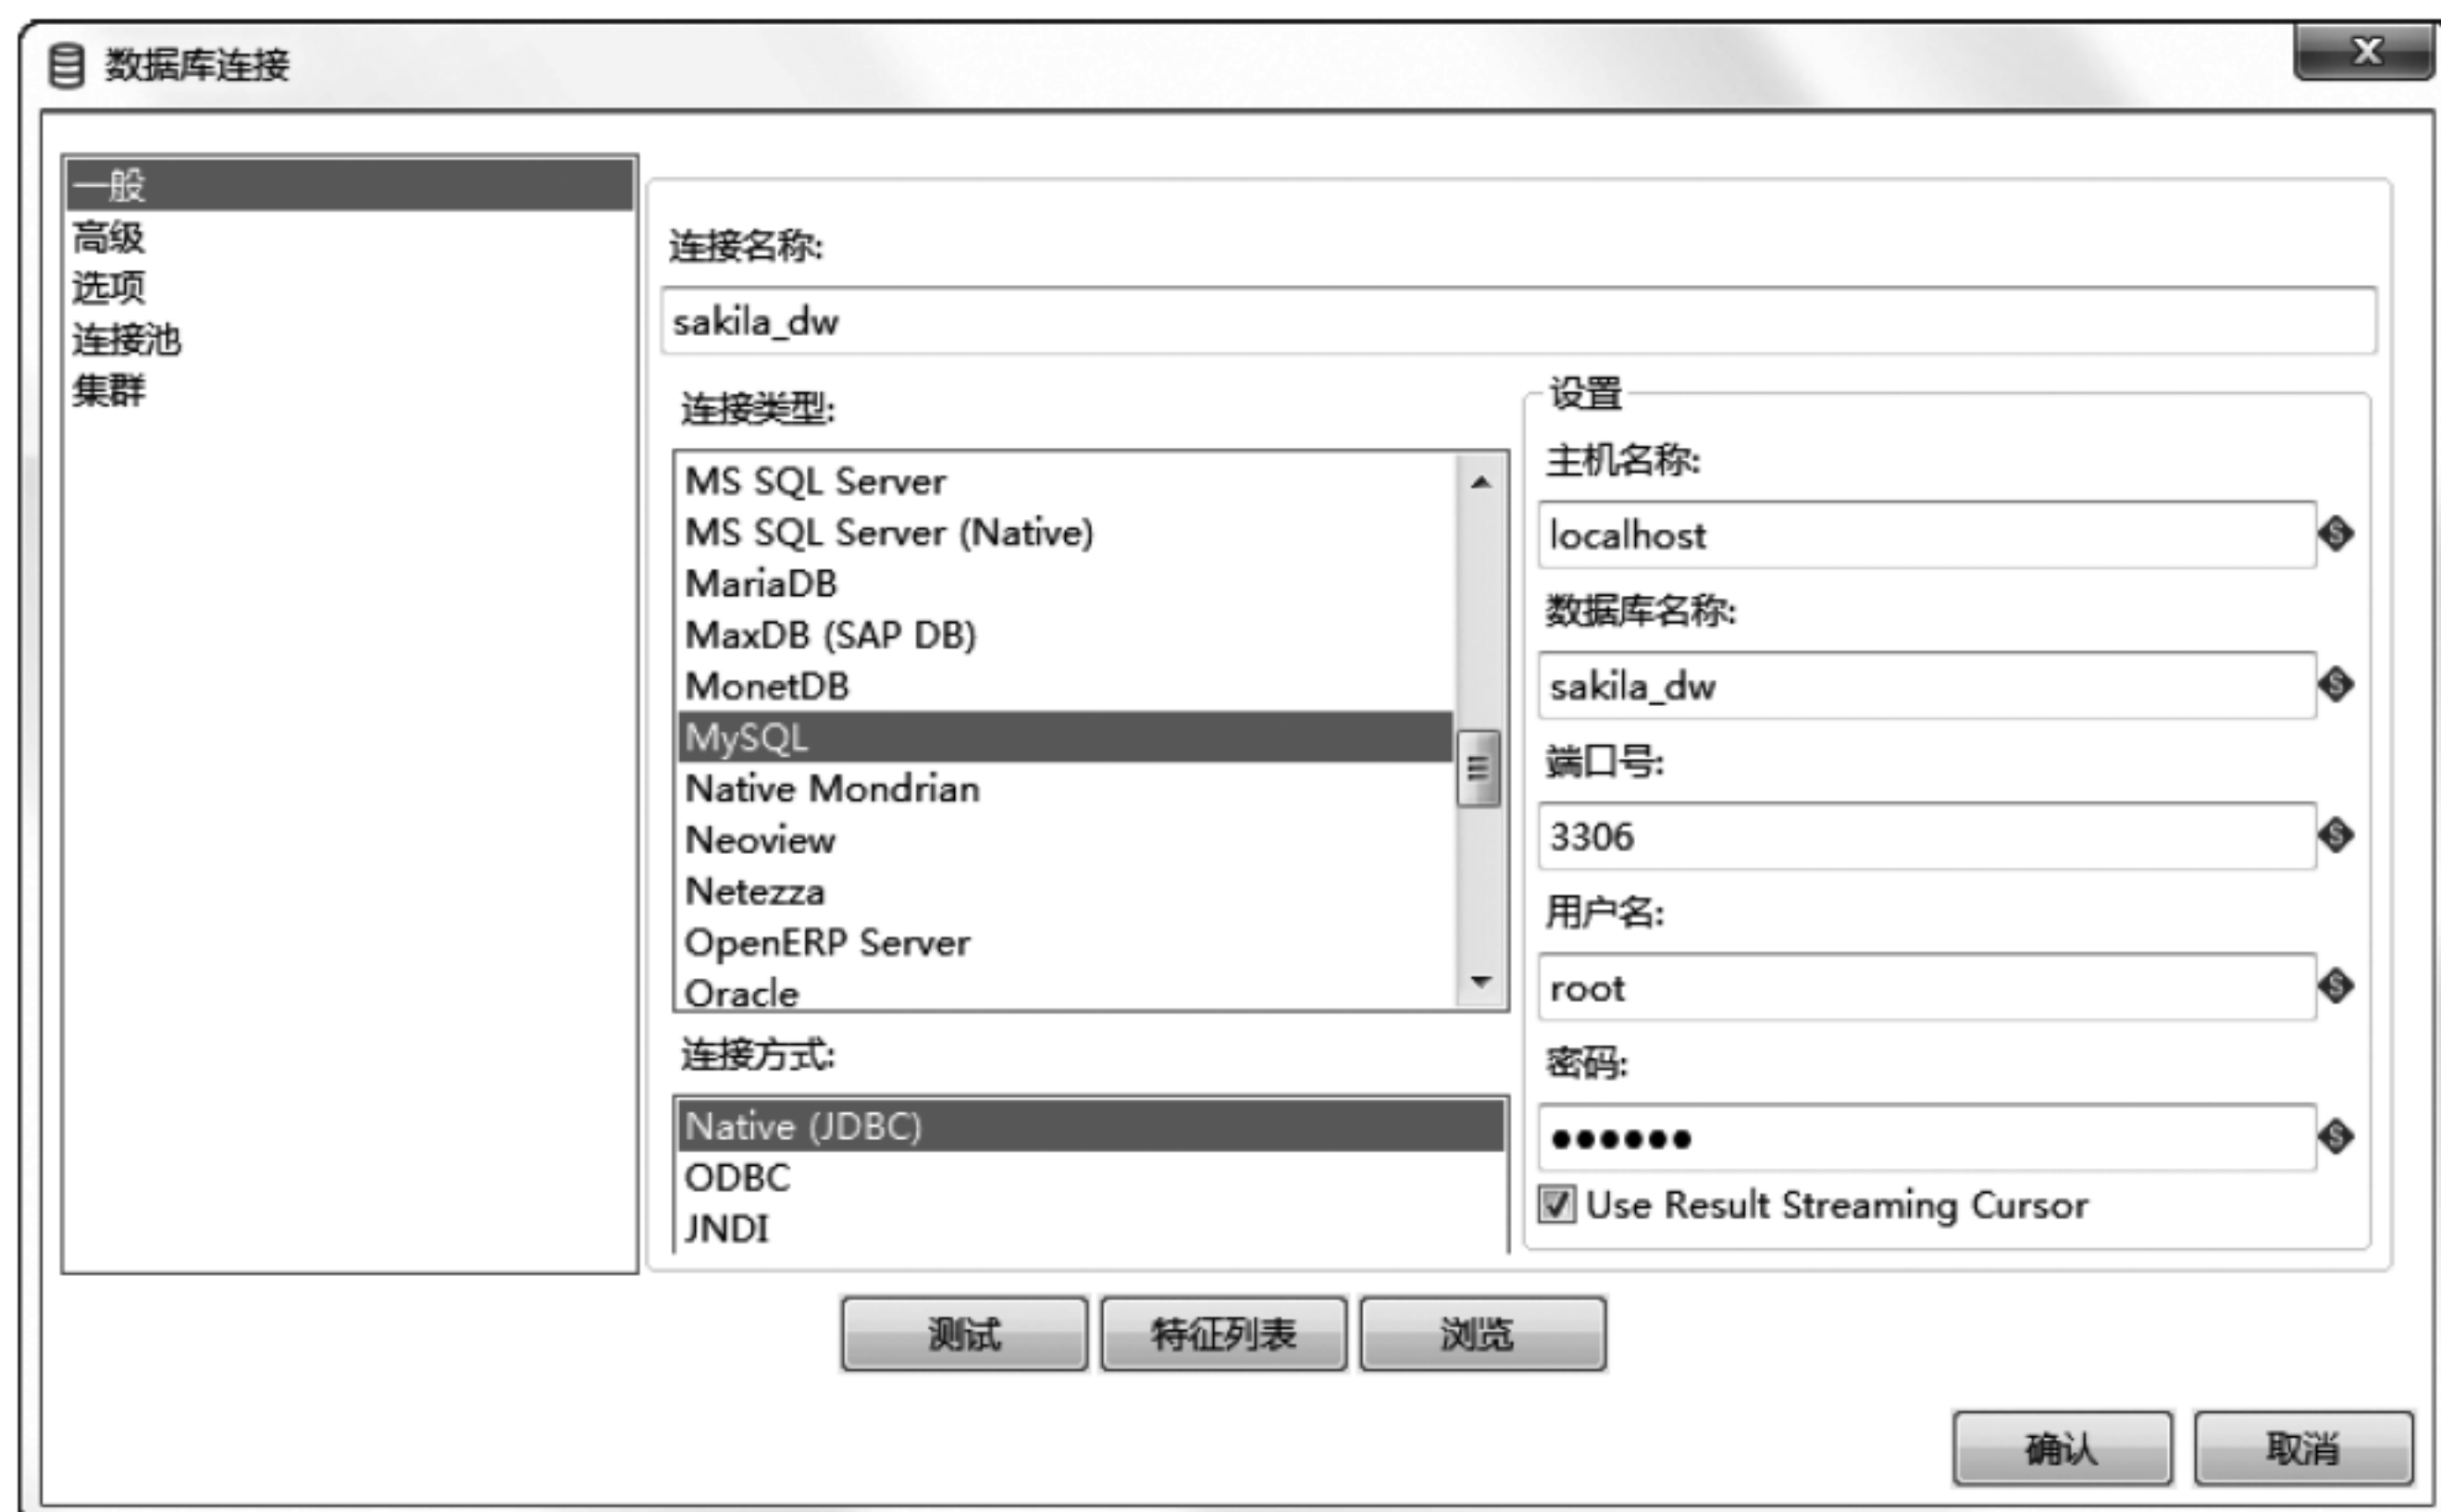 数据库连接
一般
高级
选项
连接池
集群
连接名称:
sakila_dw
连接类型:
MS SQL Server
MS SQL Server (Native)
MariaDB
MaxDB (SAP DB)
MonetDB
MySQL
Native Mondrian
Neoview
Netezza
OpenERP Server
Oracle
连接方式:
Native (JDBC)
ODBC
JNDI
设置
主机名称:
localhost
数据库名称:
sakila_dw
端口号:
3306
用户名:
root
密码:
●●●●●●
Use Result Streaming Cursor
测试 特征列表 浏览
确认 取消